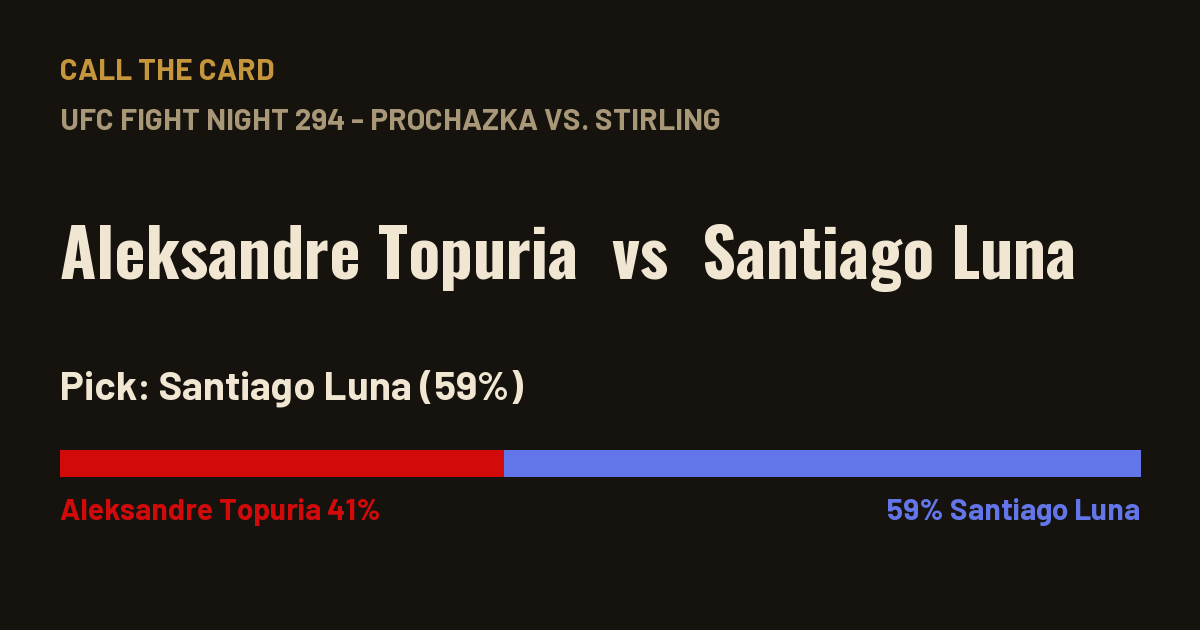 CALL THE CARD
UFC FIGHT NIGHT 294 – PROCHAZKA VS. STIRLING
Aleksandre Topuria vs Santiago Luna
Pick: Santiago Luna (59%)
Aleksandre Topuria 41%
59% Santiago Luna